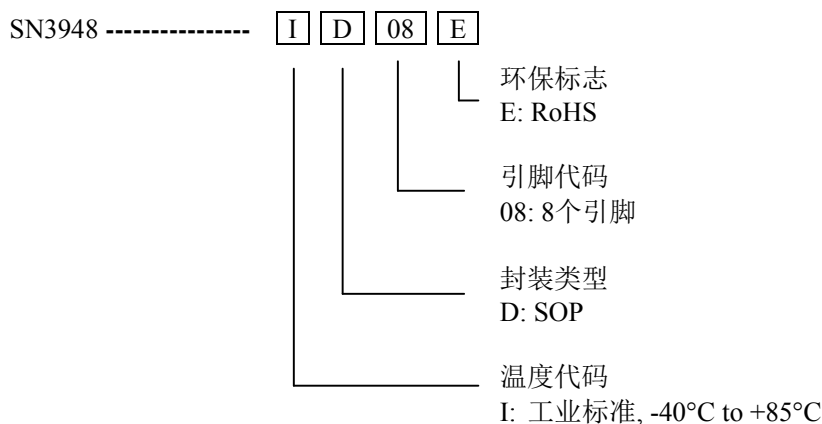 SN3948 ---------------- I D 08 E
环保标志
E: RoHS
引脚代码
08: 8个引脚
封装类型
D: SOP
温度代码
I: 工业标准, -40°C to +85°C